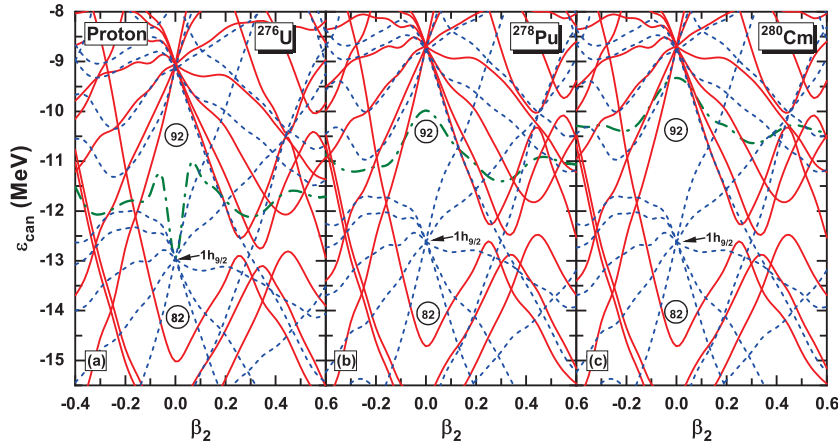 Proton
²⁷⁶U
²⁷⁸Pu
²⁸⁰Cm
-8
-9
-10
-11
-12
-13
-14
-15
ε_can (MeV)
92
92
92
1h₉/₂
1h₉/₂
1h₉/₂
82
82
82
(a)
(b)
(c)
-0.4 -0.2 0.0 0.2 0.4 0.6 -0.2 0.0 0.2 0.4 0.6 -0.2 0.0 0.2 0.4 0.6
β₂ β₂ β₂